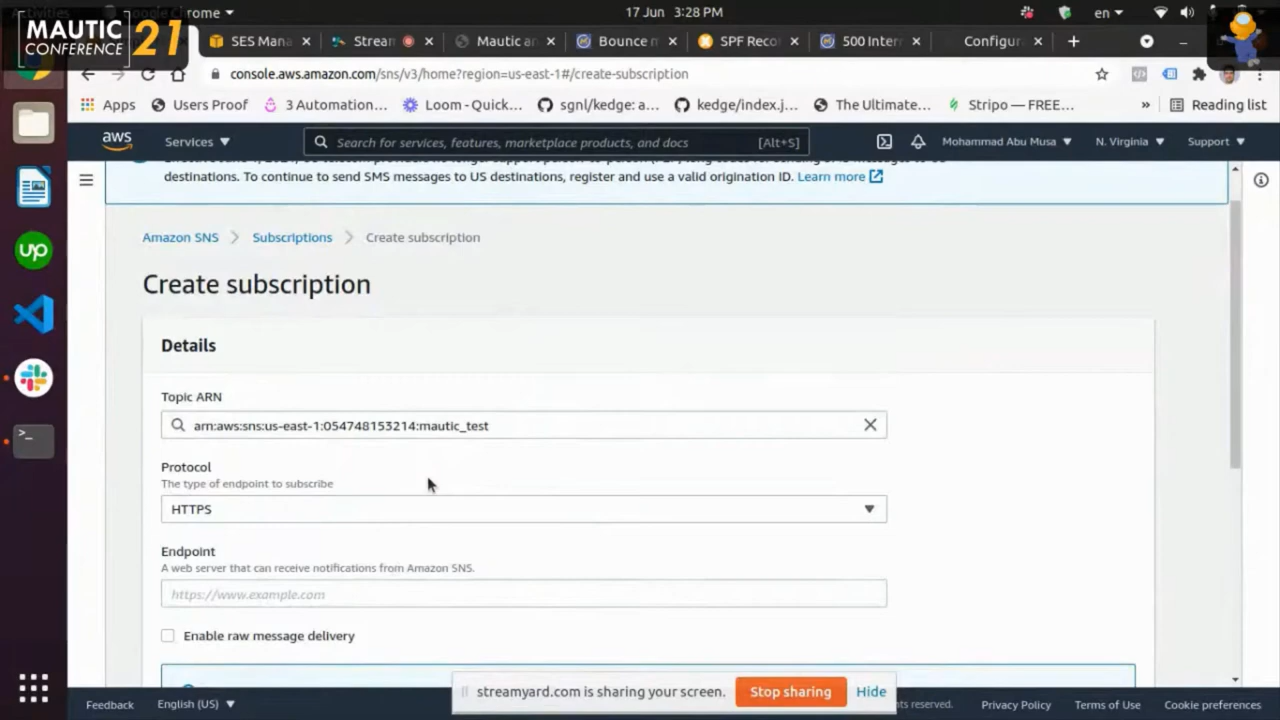 Activities
Google Chrome
17 Jun 3:28 PM
en
MAUTIC
CONFERENCE 21
SES Mana
Stream
Mautic a
Bounce m
SPF Reco
500 Inter
Configur
console.aws.amazon.com/sns/v3/home?region=us-east-1#/create-subscription
Apps
Users Proof
3 Automation...
Loom - Quick...
sgnl/kedge: a...
kedge/index.j...
The Ultimate...
Stripo — FREE...
»
Reading list
aws
Services
Search for services, features, marketplace products, and docs
[Alt+S]
Mohammad Abu Musa
N. Virginia
Support
destinations. To continue to send SMS messages to US destinations, register and use a valid origination ID. Learn more
Amazon SNS
Subscriptions
Create subscription
Create subscription
Details
Topic ARN
arn:aws:sns:us-east-1:054748153214:mautic_test
Protocol
The type of endpoint to subscribe
HTTPS
Endpoint
A web server that can receive notifications from Amazon SNS.
https://www.example.com
Enable raw message delivery
up
>_
streamyard.com is sharing your screen.
Stop sharing
Hide
Feedback
English (US)
reserved.
Privacy Policy
Terms of Use
Cookie preferences